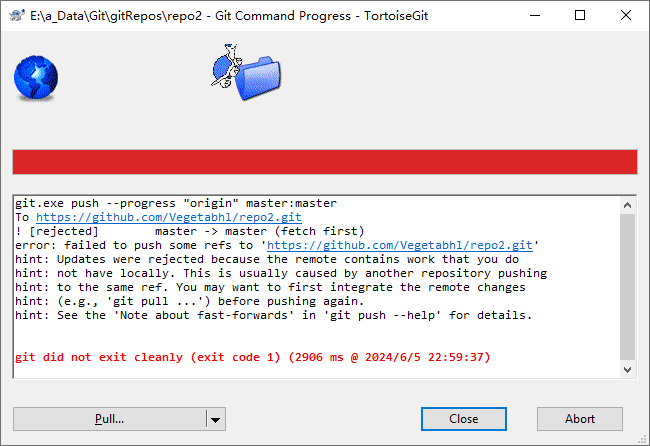 E:\a_Data\Git\gitRepos\repo2 - Git Command Progress - TortoiseGit
git.exe push --progress "origin" master:master
To https://github.com/Vegetabhl/repo2.git
! [rejected]        master -> master (fetch first)
error: failed to push some refs to 'https://github.com/Vegetabhl/repo2.git'
hint: Updates were rejected because the remote contains work that you do
hint: not have locally. This is usually caused by another repository pushing
hint: to the same ref. You may want to first integrate the remote changes
hint: (e.g., 'git pull ...') before pushing again.
hint: See the 'Note about fast-forwards' in 'git push --help' for details.
git did not exit cleanly (exit code 1) (2906 ms @ 2024/6/5 22:59:37)
Pull... Close Abort